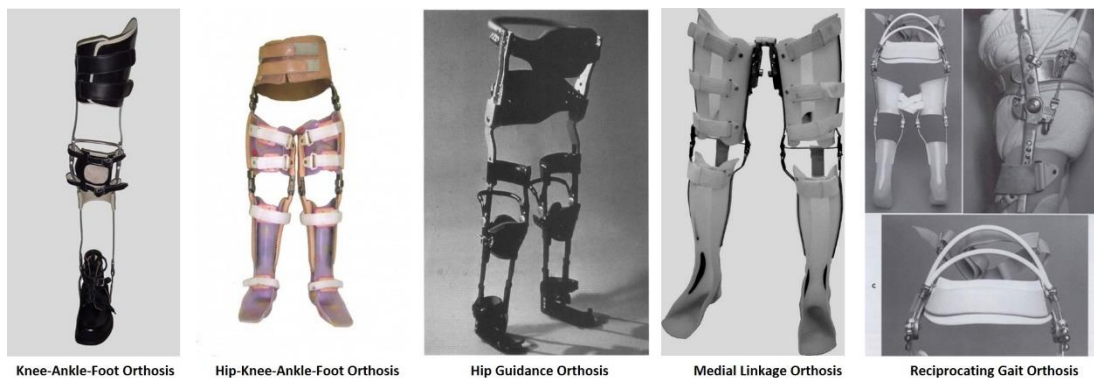 c
Knee-Ankle-Foot Orthosis
Hip-Knee-Ankle-Foot Orthosis
Hip Guidance Orthosis
Medial Linkage Orthosis
Reciprocating Gait Orthosis